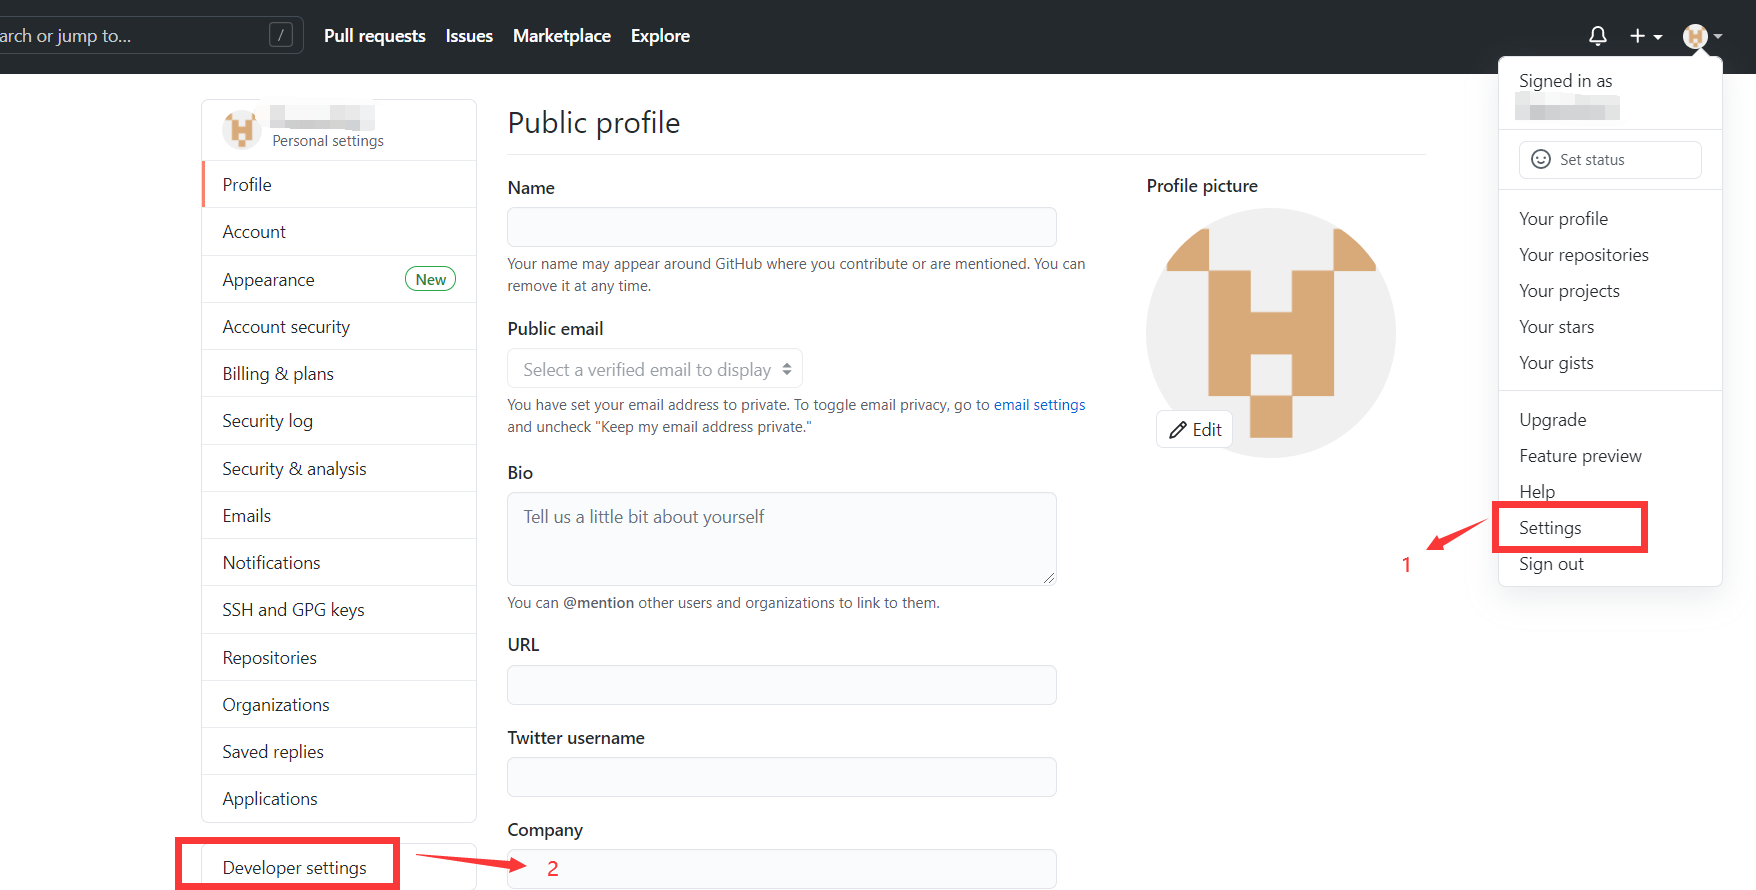 arch or jump to...
/
Pull requests
Issues
Marketplace
Explore
Signed in as
Set status
Your profile
Your repositories
Your projects
Your stars
Your gists
Upgrade
Feature preview
Help
Settings
Sign out
1
Personal settings
Profile
Account
Appearance
New
Account security
Billing & plans
Security log
Security & analysis
Emails
Notifications
SSH and GPG keys
Repositories
Organizations
Saved replies
Applications
Developer settings
2
Public profile
Name
Your name may appear around GitHub where you contribute or are mentioned. You can
remove it at any time.
Public email
Select a verified email to display
You have set your email address to private. To toggle email privacy, go to email settings
and uncheck "Keep my email address private."
Bio
Tell us a little bit about yourself
You can @mention other users and organizations to link to them.
URL
Twitter username
Company
Profile picture
Edit